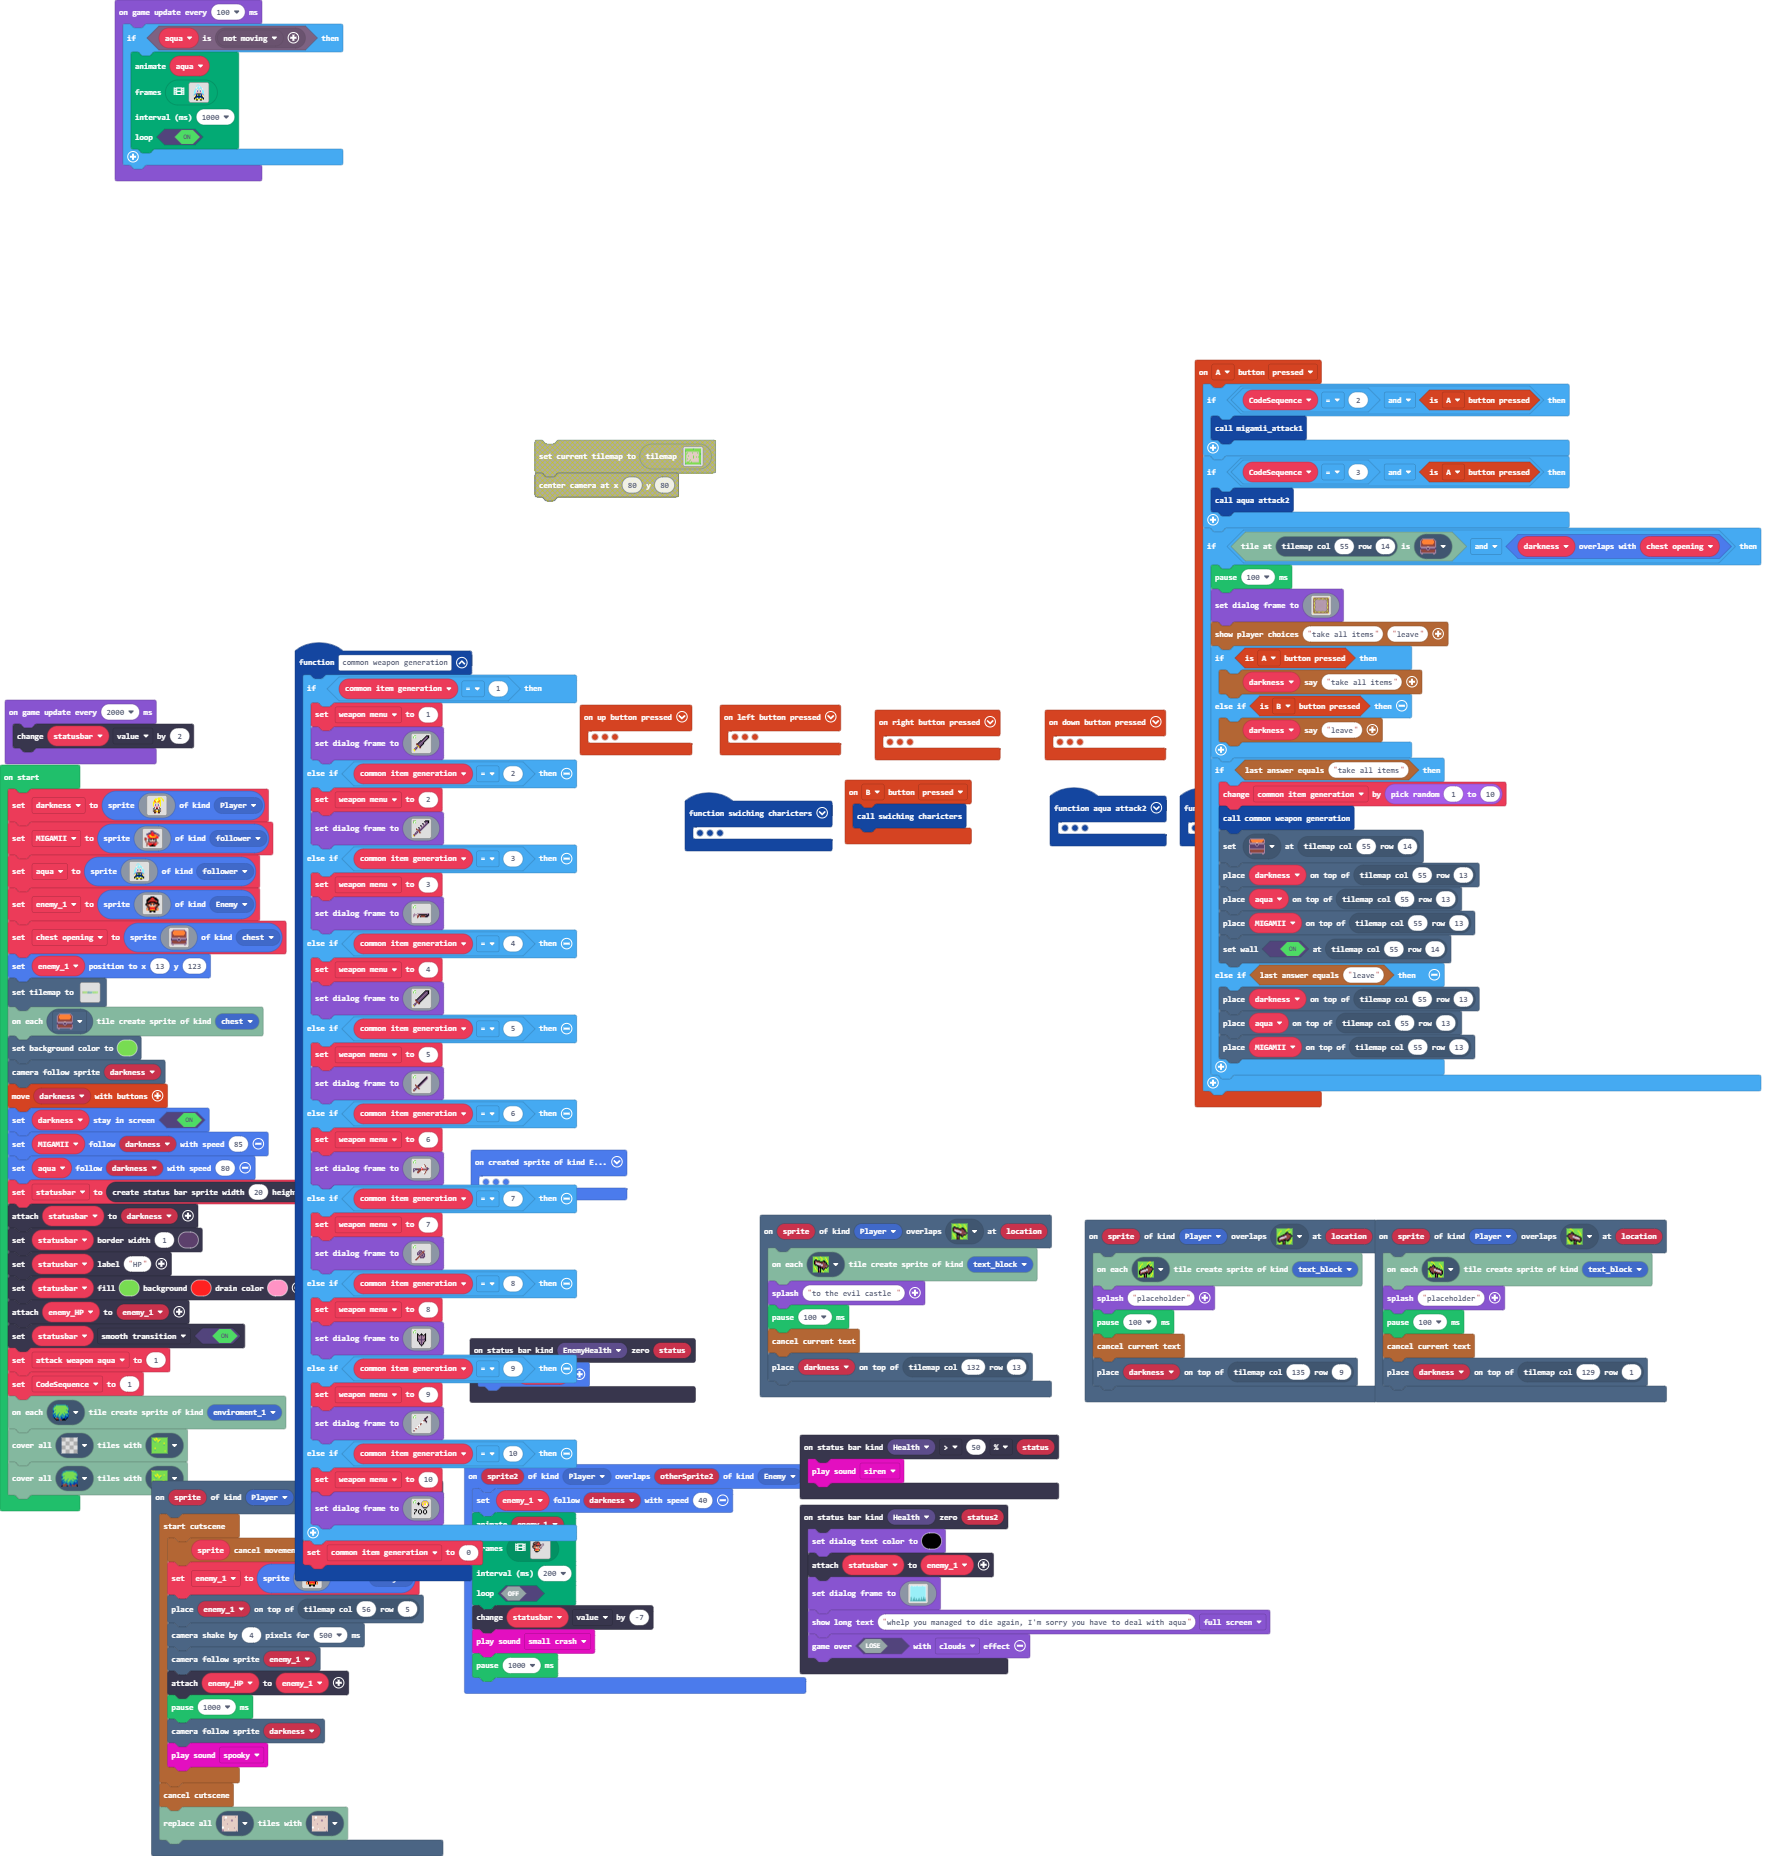 on game update every 100 ms
if aqua is not moving then
animate aqua
frames
interval (ms) 1000
loop ON
set current tilemap to tilemap
center camera at x 80 y 80
on A button pressed
if CodeSequence = 2 and is A button pressed then
call migamii_attack1
if CodeSequence = 3 and is A button pressed then
call aqua attack2
if tile at tilemap col 55 row 14 is and darkness overlaps with chest opening then
pause 100 ms
set dialog frame to
show player choices "take all items" "leave"
if is A button pressed then
darkness say "take all items"
else if is B button pressed then
darkness say "leave"
if last answer equals "take all items" then
change common item generation by pick random 1 to 10
call common weapon generation
set at tilemap col 55 row 14
place darkness on top of tilemap col 55 row 13
place aqua on top of tilemap col 55 row 13
place MIGAMII on top of tilemap col 55 row 13
set wall ON at tilemap col 55 row 14
else if last answer equals "leave" then
place darkness on top of tilemap col 55 row 13
place aqua on top of tilemap col 55 row 13
place MIGAMII on top of tilemap col 55 row 13
on game update every 2000 ms
change statusbar value by 2
on start
set darkness to sprite of kind Player
set MIGAMII to sprite of kind follower
set aqua to sprite of kind follower
set enemy_1 to sprite of kind Enemy
set chest opening to sprite of kind chest
set enemy_1 position to x 13 y 123
set tilemap to
on each tile create sprite of kind chest
set background color to
camera follow sprite darkness
move darkness with buttons
set darkness stay in screen ON
set MIGAMII follow darkness with speed 85
set aqua follow darkness with speed 80
set statusbar to create status bar sprite width 20 heigh
attach statusbar to darkness
set statusbar border width 1
set statusbar label "HP"
set statusbar fill background drain color
attach enemy_HP to enemy_1
set statusbar smooth transition ON
set attack weapon aqua to 1
set CodeSequence to 1
on each tile create sprite of kind enviroment_1
cover all tiles with
cover all tiles with
function common weapon generation
if common item generation = 1 then
set weapon menu to 1
set dialog frame to
else if common item generation = 2 then
set weapon menu to 2
set dialog frame to
else if common item generation = 3 then
set weapon menu to 3
set dialog frame to
else if common item generation = 4 then
set weapon menu to 4
set dialog frame to
else if common item generation = 5 then
set weapon menu to 5
set dialog frame to
else if common item generation = 6 then
set weapon menu to 6
set dialog frame to
else if common item generation = 7 then
set weapon menu to 7
set dialog frame to
else if common item generation = 8 then
set weapon menu to 8
set dialog frame to
else if common item generation = 9 then
set weapon menu to 9
set dialog frame to
else if common item generation = 10 then
set weapon menu to 10
set dialog frame to 700
set common item generation to 0
on up button pressed
on left button pressed
on right button pressed
on down button pressed
function swiching charicters
on B button pressed
call swiching charicters
function aqua attack2
fu
on created sprite of kind E...
on status bar kind EnemyHealth zero status
on sprite of kind Player overlaps at location
on each tile create sprite of kind text_block
splash "to the evil castle "
pause 100 ms
cancel current text
place darkness on top of tilemap col 132 row 13
on sprite of kind Player overlaps at location
on each tile create sprite of kind text_block
splash "placeholder"
pause 100 ms
cancel current text
place darkness on top of tilemap col 135 row 9
on sprite of kind Player overlaps at location
on each tile create sprite of kind text_block
splash "placeholder"
pause 100 ms
cancel current text
place darkness on top of tilemap col 129 row 1
on status bar kind Health > 50 % status
play sound siren
on status bar kind Health zero status2
set dialog text color to
attach statusbar to enemy_1
set dialog frame to
show long text "whelp you managed to die again, I'm sorry you have to deal with aqua" full screen
game over LOSE with clouds effect
on sprite2 of kind Player overlaps otherSprite2 of kind Enemy
set enemy_1 follow darkness with speed 40
rames
interval (ms) 200
loop OFF
change statusbar value by -7
play sound small crash
pause 1000 ms
on sprite of kind Player
start cutscene
sprite cancel movemen
set enemy_1 to sprite
place enemy_1 on top of tilemap col 56 row 5
camera shake by 4 pixels for 500 ms
camera follow sprite enemy_1
attach enemy_HP to enemy_1
pause 1000 ms
camera follow sprite darkness
play sound spooky
cancel cutscene
replace all tiles with